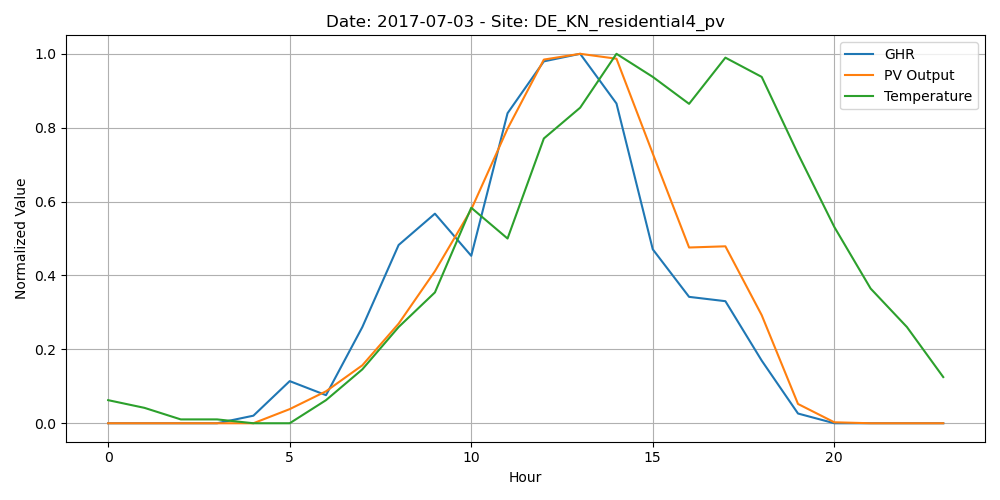 Date: 2017-07-03 - Site: DE_KN_residential4_pv
GHR
PV Output
Temperature
Normalized Value
1.0
0.8
0.6
0.4
0.2
0.0
0 5 10 15 20
Hour